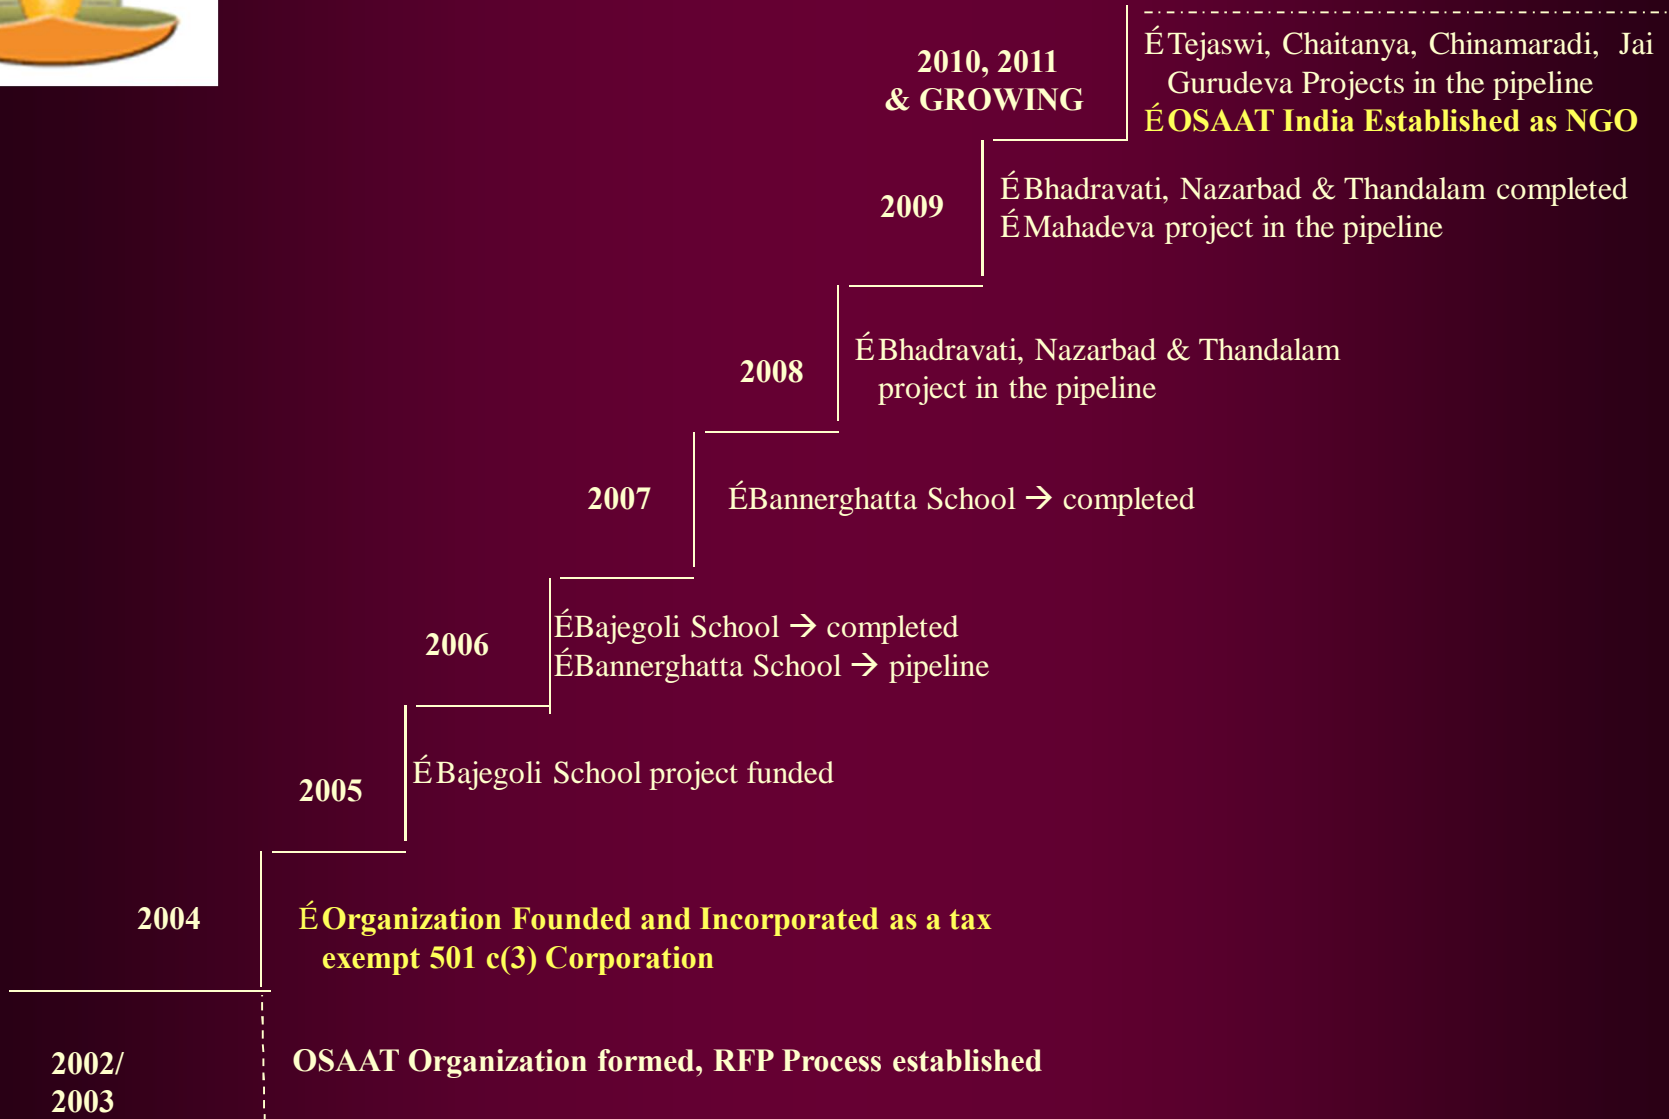 2010, 2011
& GROWING
ÉTejaswi, Chaitanya, Chinamaradi, Jai
Gurudeva Projects in the pipeline
ÉOSAAT India Established as NGO
2009
ÉBhadravati, Nazarbad & Thandalam completed
ÉMahadeva project in the pipeline
2008
ÉBhadravati, Nazarbad & Thandalam
project in the pipeline
2007
ÉBannerghatta School → completed
2006
ÉBajegoli School → completed
ÉBannerghatta School → pipeline
2005
ÉBajegoli School project funded
2004
ÉOrganization Founded and Incorporated as a tax
exempt 501 c(3) Corporation
2002/
2003
OSAAT Organization formed, RFP Process established